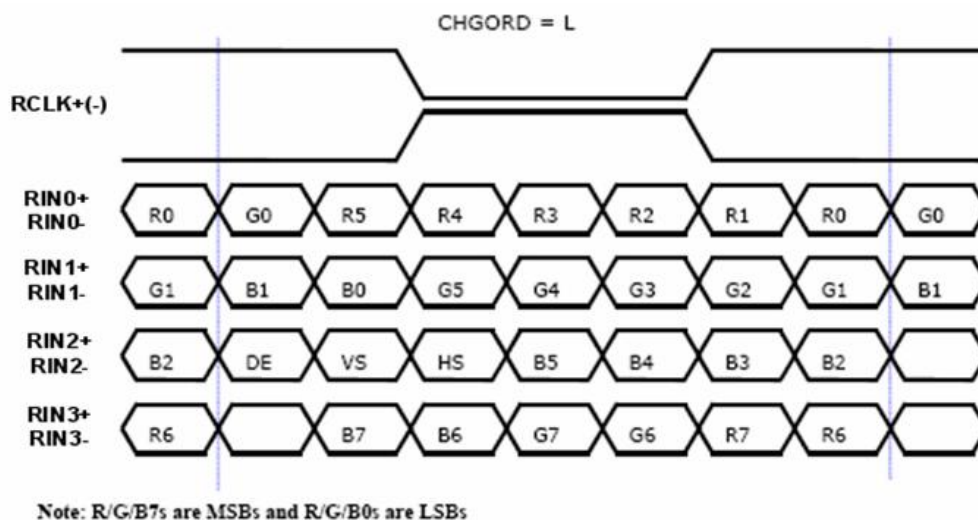 CHGORD = L
RCLK+(-)
RIN0+
RIN0-
R0 G0 R5 R4 R3 R2 R1 R0 G0
RIN1+
RIN1-
G1 B1 B0 G5 G4 G3 G2 G1 B1
RIN2+
RIN2-
B2 DE VS HS B5 B4 B3 B2
RIN3+
RIN3-
R6 B7 B6 G7 G6 R7 R6
Note: R/G/B7s are MSBs and R/G/B0s are LSBs